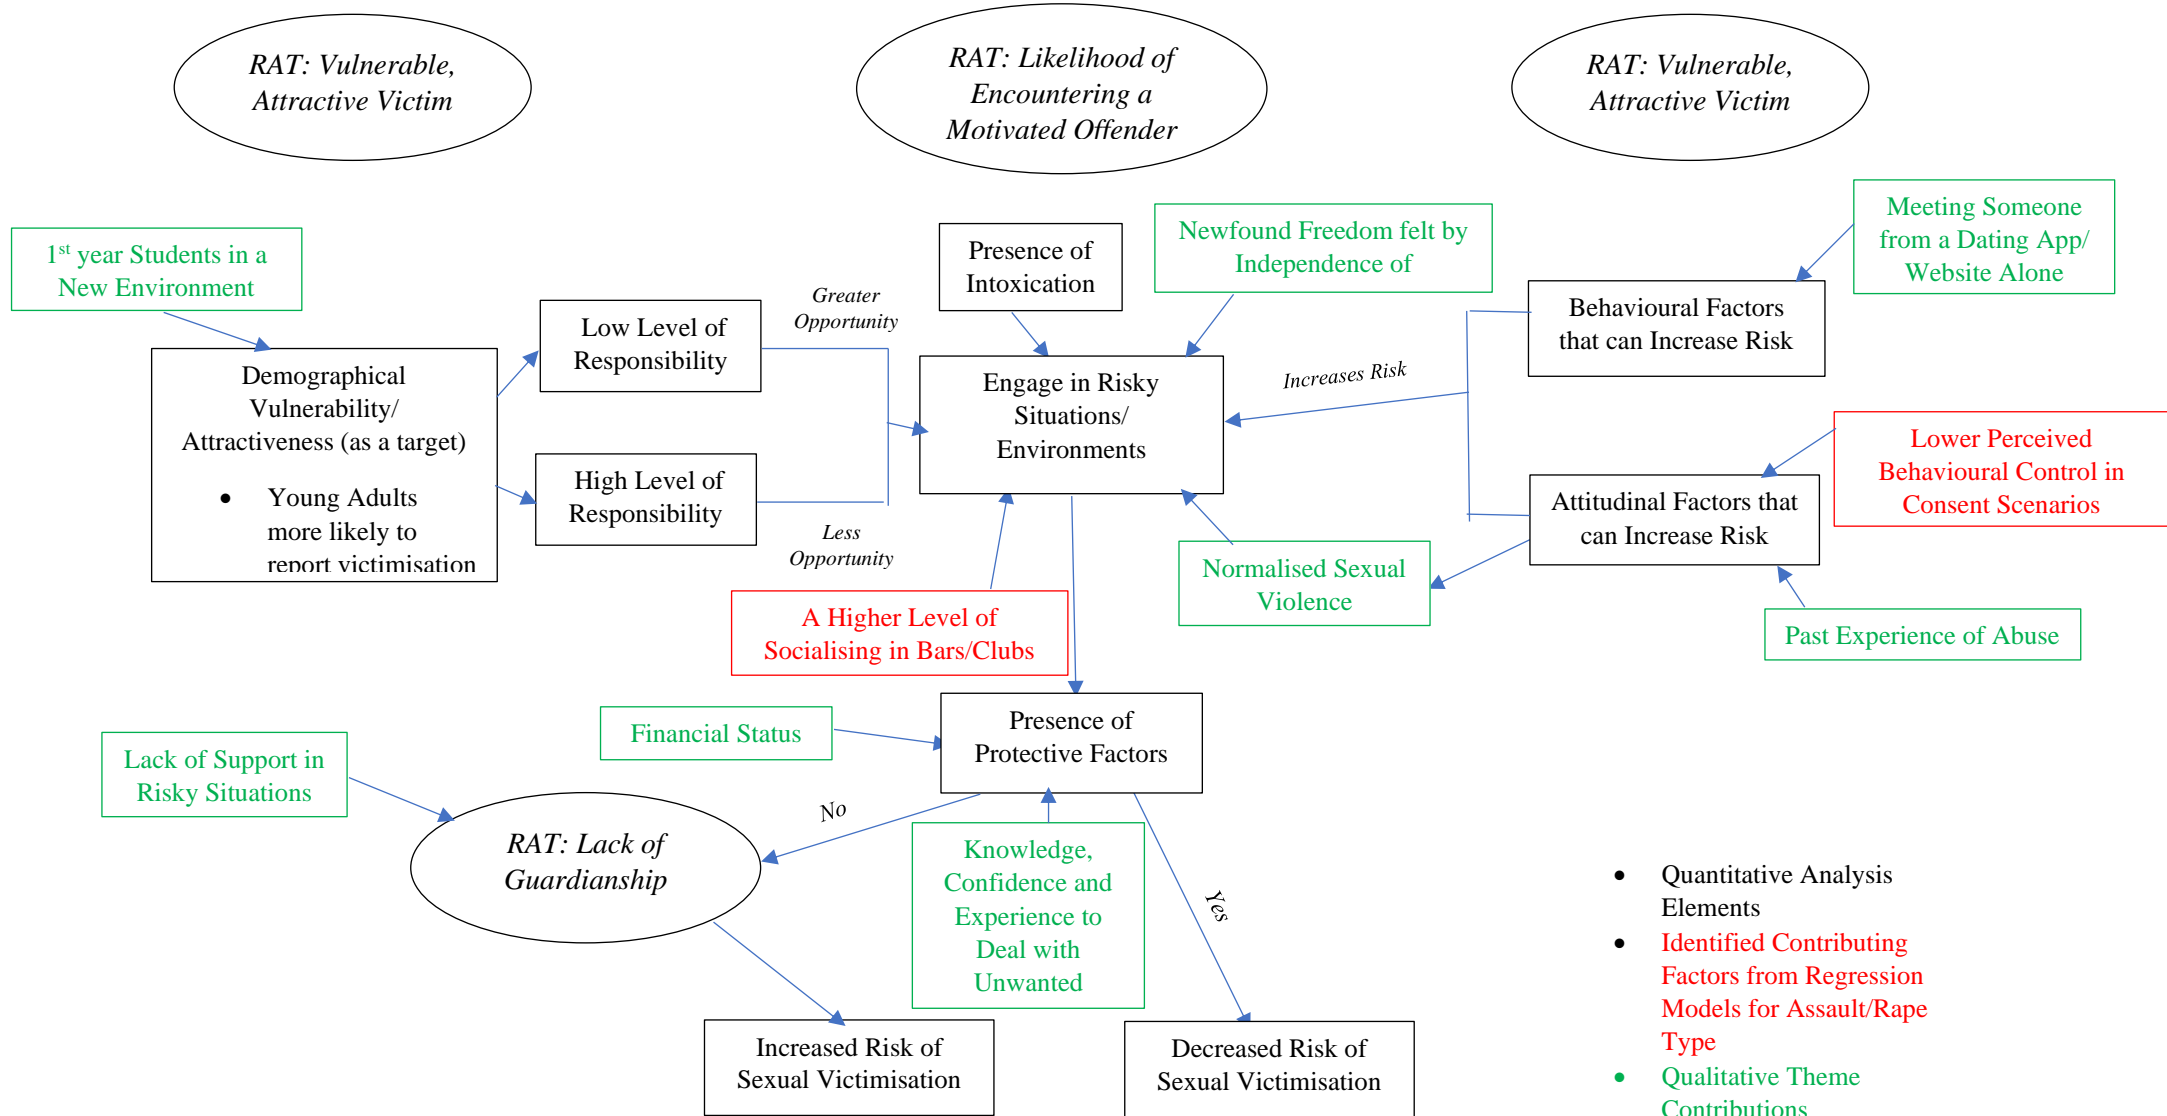 RAT: Vulnerable,
Attractive Victim
RAT: Likelihood of
Encountering a
Motivated Offender
RAT: Vulnerable,
Attractive Victim
1st year Students in a
New Environment
Presence of
Intoxication
Newfound Freedom felt by
Independence of
Meeting Someone
from a Dating App/
Website Alone
Low Level of
Responsibility
Greater
Opportunity
Behavioural Factors
that can Increase Risk
Demographical
Vulnerability/
Attractiveness (as a target)
• Young Adults
more likely to
report victimisation
Engage in Risky
Situations/
Environments
Increases Risk
Lower Perceived
Behavioural Control in
Consent Scenarios
High Level of
Responsibility
Less
Opportunity
Attitudinal Factors that
can Increase Risk
Normalised Sexual
Violence
A Higher Level of
Socialising in Bars/Clubs
Past Experience of Abuse
Financial Status
Presence of
Protective Factors
Lack of Support in
Risky Situations
No
RAT: Lack of
Guardianship
Knowledge,
Confidence and
Experience to
Deal with
Unwanted
Yes
Increased Risk of
Sexual Victimisation
Decreased Risk of
Sexual Victimisation
• Quantitative Analysis
Elements
• Identified Contributing
Factors from Regression
Models for Assault/Rape
Type
• Qualitative Theme
Contributions